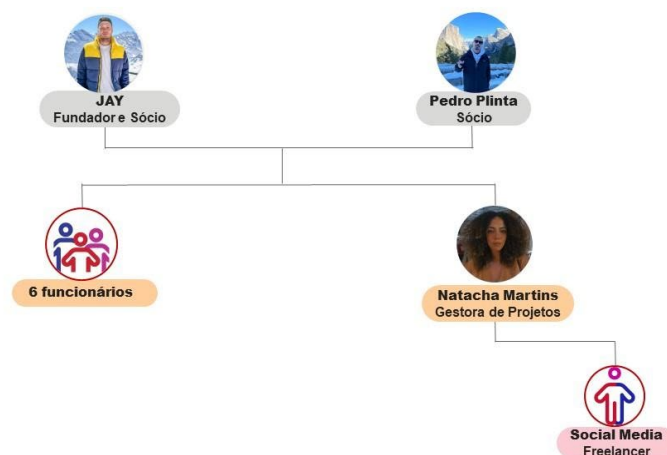 JAY
Fundador e Sócio
Pedro Plinta
Sócio
6 funcionários
Natacha Martins
Gestora de Projetos
Social Media
Freelancer